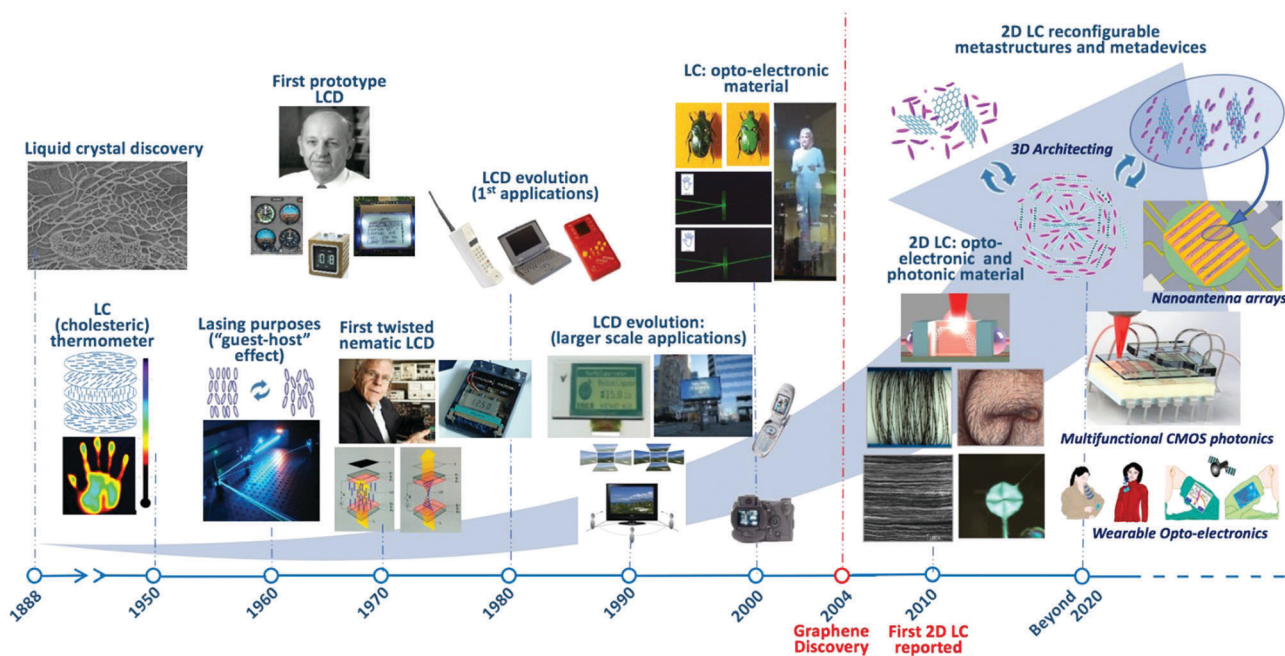 2D LC reconfigurable
metastructures and metadevices
LC: opto-electronic
material
First prototype
LCD
Liquid crystal discovery
3D Architecting
LCD evolution
(1st applications)
2D LC: opto-
electronic and
photonic material
Nanoantenna arrays
LC
(cholesteric)
thermometer
Lasing purposes
("guest-host"
effect)
First twisted
nematic LCD
LCD evolution:
(larger scale applications)
Multifunctional CMOS photonics
Wearable Opto-electronics
1888
1950
1960
1970
1980
1990
2000
2004
2010
Beyond
2020
Graphene
Discovery
First 2D LC
reported